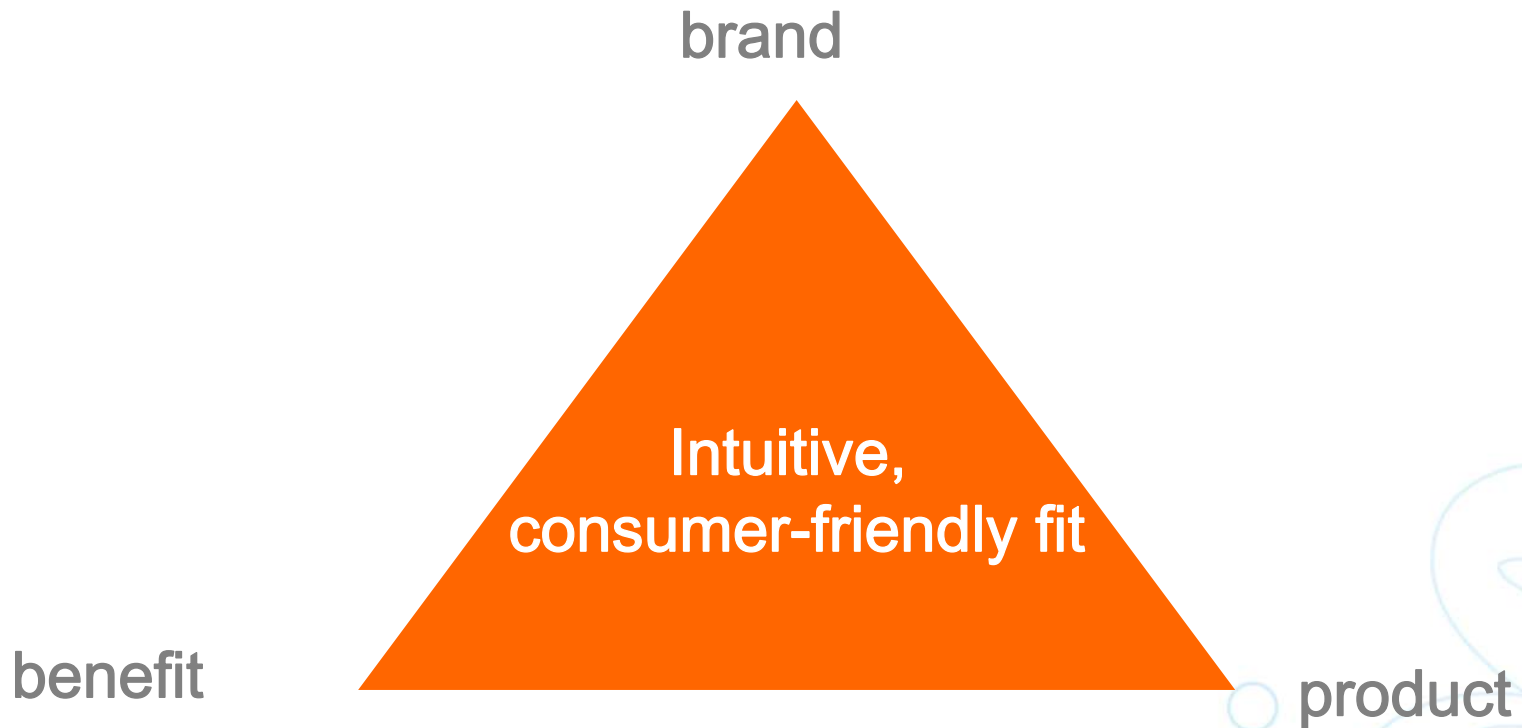 brand
Intuitive,
consumer-friendly fit
benefit
product